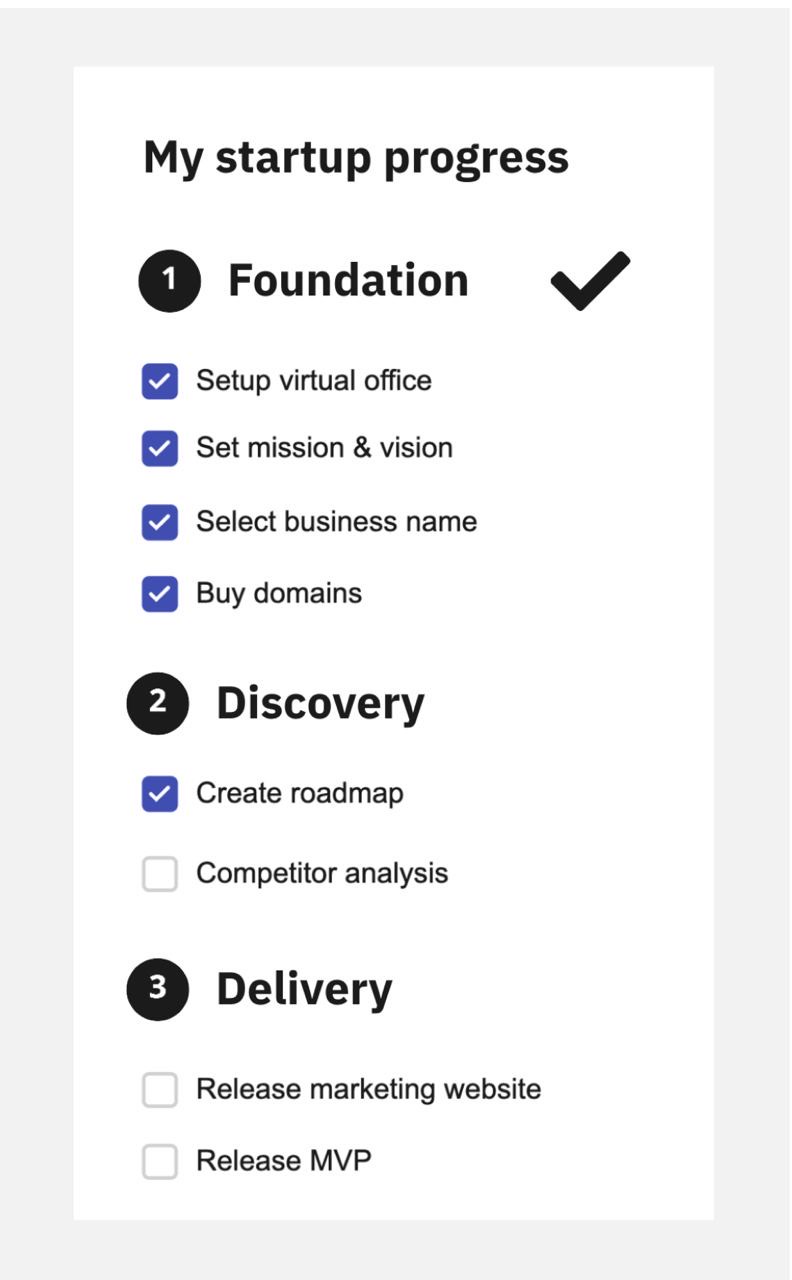 My startup progress
1 Foundation
Setup virtual office
Set mission & vision
Select business name
Buy domains
2 Discovery
Create roadmap
Competitor analysis
3 Delivery
Release marketing website
Release MVP